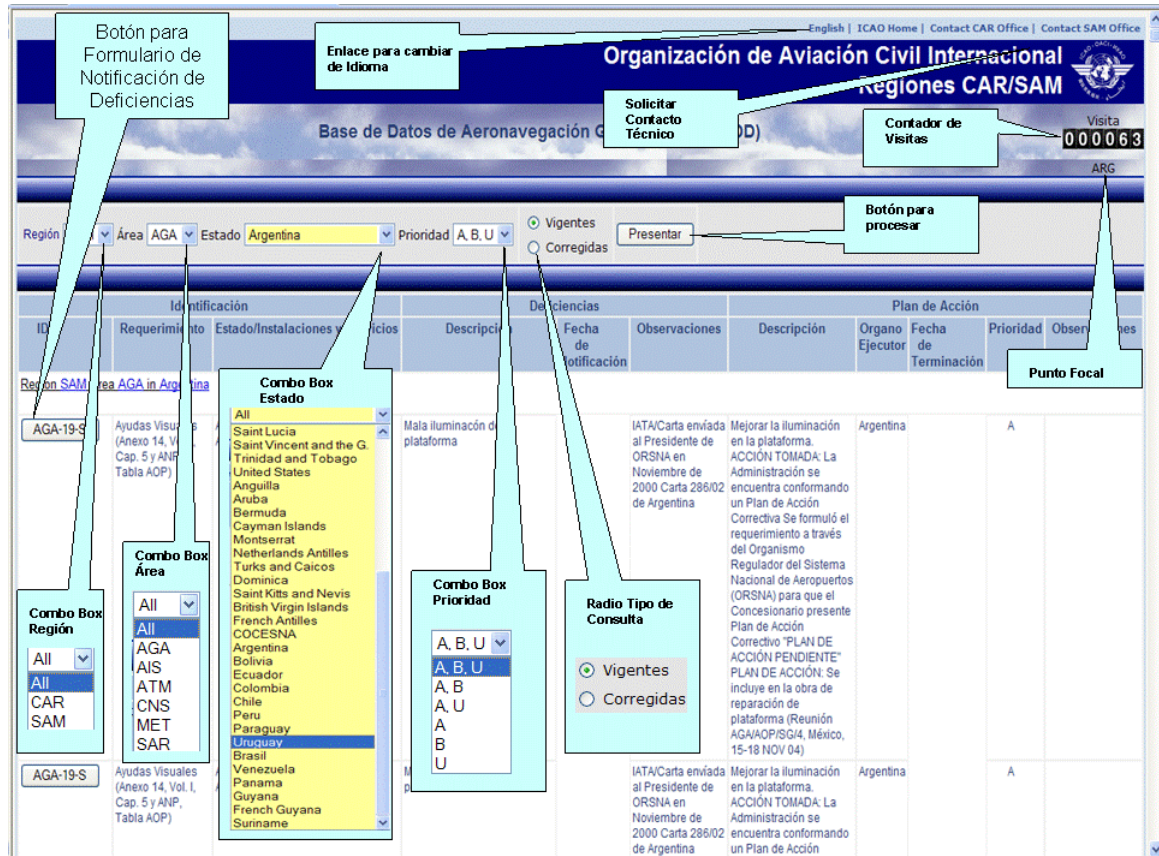 English | ICAO Home | Contact CAR Office | Contact SAM Office
Botón para
Formulario de
Notificación de
Deficiencias
Enlace para cambiar
de Idioma
Organización de Aviación Civil Internacional
Regiones CAR/SAM
Solicitar
Contacto
Técnico
Contador de
Visitas
Visita
000063
ARG
Base de Datos de Aeronavegación
Botón para
procesar
Región Área AGA Estado Argentina Prioridad A, B, U
Vigentes
Corregidas
Presentar
Identificación Deficiencias Plan de Acción
Requerimiento Estado/Instalaciones y
Descripción
Fecha
de
Notificación
Observaciones
Descripción
Organo
Ejecutor
Fecha
de
Terminación
Prioridad
Punto Focal
Region SAM AGA in Argentina
AGA-19-S
Ayudas Visuales
(Anexo 14,
Cap. 5 y ANP
Tabla AOP)
Mala iluminacón de
plataforma
IATA/Carta envíada
al Presidente de
ORSNA en
Noviembre de
2000 Carta 286/02
de Argentina
Mejorar la iluminación
en la plataforma.
ACCIÓN TOMADA: La
Administración se
encuentra conformando
un Plan de Acción
Correctiva Se formuló el
requerimiento a través
del Organismo
Regulador del Sistema
Nacional de Aeropuertos
(ORSNA) para que el
Concesionario presente
Plan de Acción
Correctivo "PLAN DE
ACCIÓN PENDIENTE"
PLAN DE ACCIÓN: Se
incluye en la obra de
reparación de
plataforma (Reunión
AGA/AOP/SG/4, México,
15-18 NOV 04)
Argentina
A
Combo Box
Región
All
All
CAR
SAM
Combo Box
Área
All
All
AGA
AIS
ATM
CNS
MET
SAR
Combo Box
Estado
All
Saint Lucia
Saint Vincent and the G.
Trinidad and Tobago
United States
Anguilla
Aruba
Bermuda
Cayman Islands
Montserrat
Netherlands Antilles
Turks and Caicos
Dominica
Saint Kitts and Nevis
British Virgin Islands
French Antilles
COCESNA
Argentina
Bolivia
Ecuador
Colombia
Chile
Peru
Paraguay
Uruguay
Brasil
Venezuela
Panama
Guyana
French Guyana
Suriname
Combo Box
Prioridad
A, B, U
A, B, U
A, B
A, U
A
B
U
Radio Tipo de
Consulta
Vigentes
Corregidas
AGA-19-S
Ayudas Visuales
(Anexo 14, Vol. I,
Cap. 5 y ANP,
Tabla AOP)
IATA/Carta envíada
al Presidente de
ORSNA en
Noviembre de
2000 Carta 286/02
de Argentina
Mejorar la iluminación
en la plataforma.
ACCIÓN TOMADA: La
Administración se
encuentra conformando
un Plan de Acción
Argentina
A